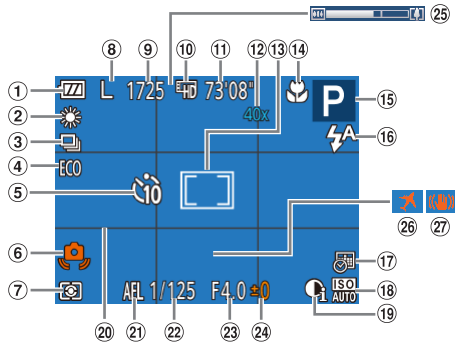 ⑧ ⑨ ⑩ ⑪ ⑫ ⑬ ⑭ ㉕
① L 1725 HD 73'08" P ⑮
40x
② A ⑯
③
④ ECO
⑤ 10
㉖ ㉗
⑥ ⑰
⑦ AFL 1/125 F4.0 ±0 i ISO AUTO ⑱
⑲
⑳ ㉑ ㉒ ㉓ ㉔